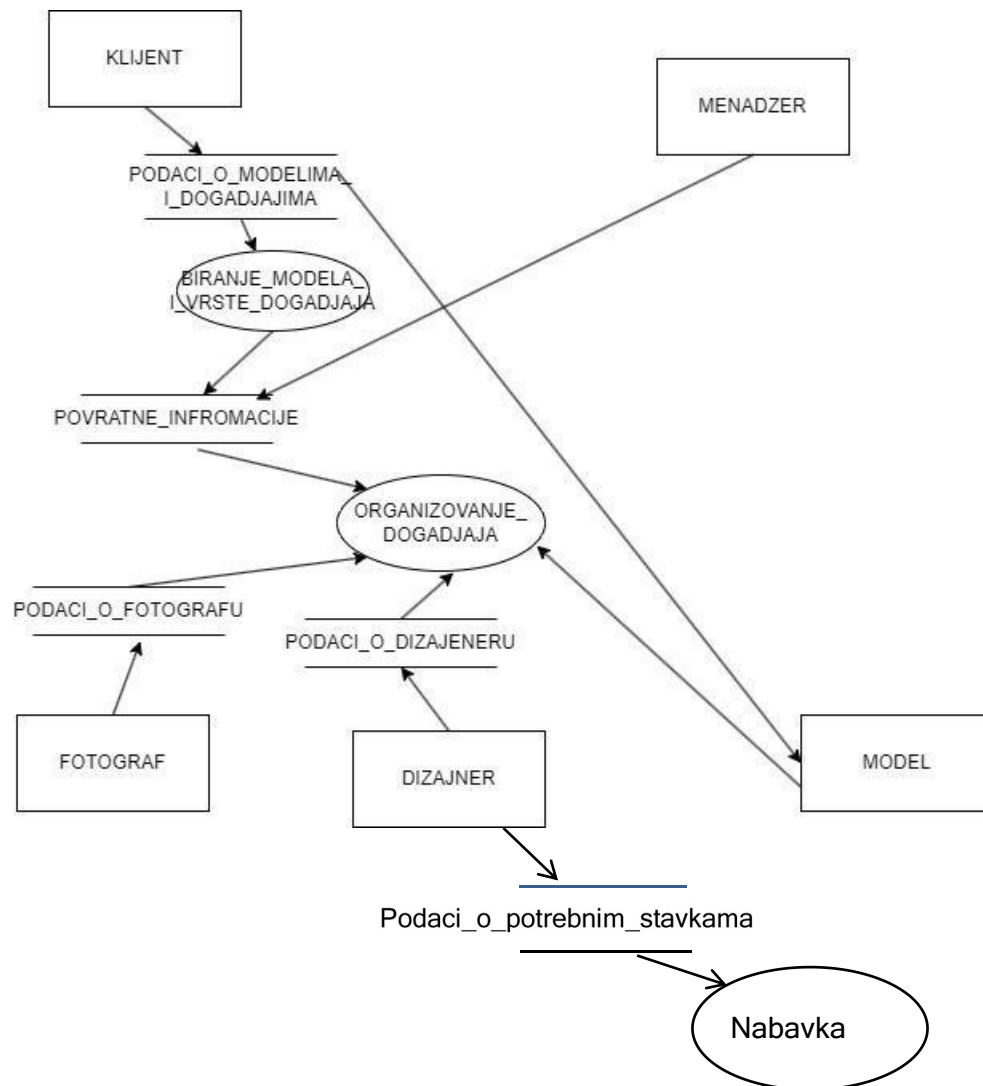 KLIJENT
MENADZER
PODACI_O_MODELIMA_
I_DOGADJAJIMA
BIRANJE_MODELA_
I_VRSTE_DOGADJAJA
POVRATNE_INFROMACIJE
ORGANIZOVANJE_
DOGADJAJA
PODACI_O_FOTOGRAFU
PODACI_O_DIZAJENERU
FOTOGRAF
DIZAJNER
MODEL
Podaci_o_potrebnim_stavkama
Nabavka